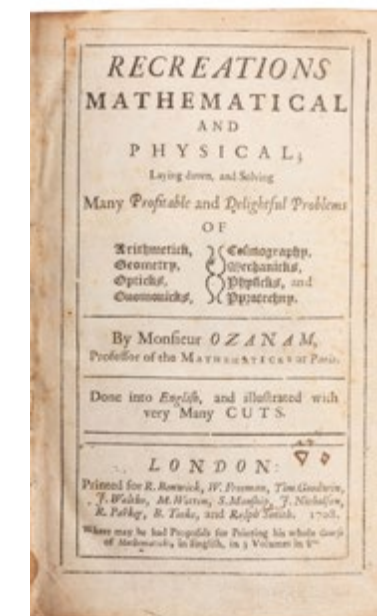 RECREATIONS
MATHEMATICAL
AND
PHYSICAL;
Laying down, and Solving
Many Profitable and Delightful Problems
OF
Arithmetick, Cosmography,
Geometry, Mechanicks,
Opticks, Physicks, and
Gnomonicks, Pyrotechny.
By Monsieur OZANAM,
Professor of the MATHEMATICKS at Paris.
Done into English, and illustrated with
very Many CUTS.
LONDON:
Printed for R. Bonwick, W. Freeman, Tim. Goodwin,
J. Walthoe, M. Wotton, S. Manship, J. Nicholson,
R. Parker, B. Tooke, and Ralph Smith. 1708.
Where may be had Proposals for Printing his whole Course
of Mathematicks, in English, in 5 Volumes in 8vo.